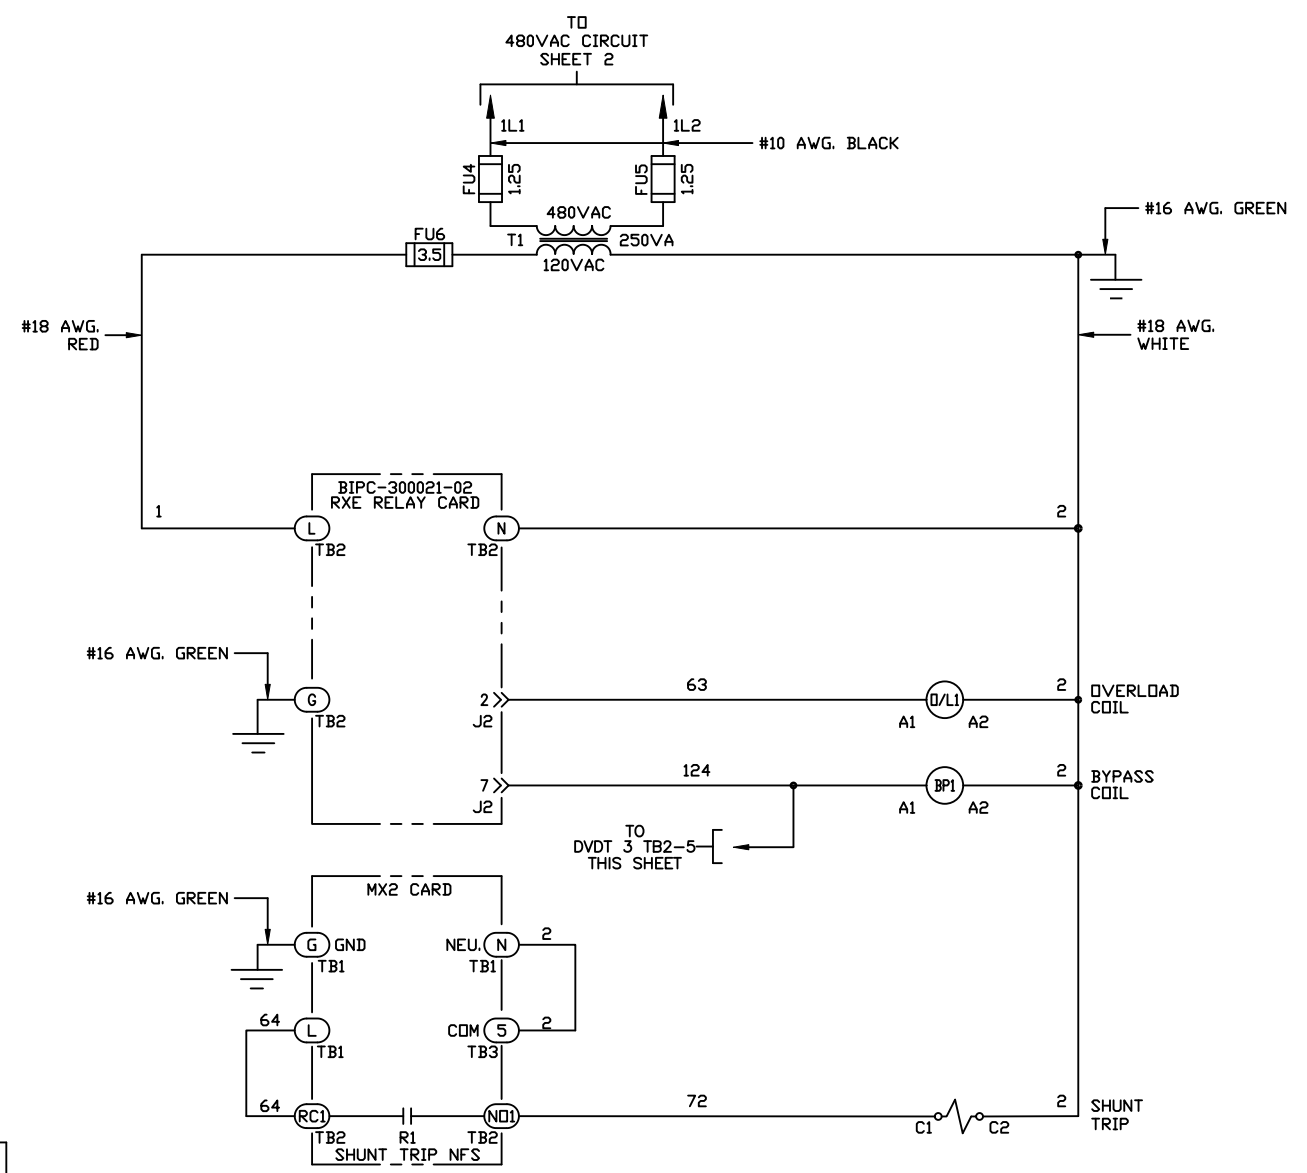 TO
480VAC CIRCUIT
SHEET 2
1L1
1L2
#10 AWG. BLACK
FU4
1.25
FU5
1.25
480VAC
T1
250VA
120VAC
FU6
3.5
#16 AWG. GREEN
#18 AWG.
RED
#18 AWG.
WHITE
BIPC-300021-02
RXE RELAY CARD
1
L
TB2
N
TB2
2
#16 AWG. GREEN
G
TB2
2
J2
63
O/L1
A1
A2
2
OVERLOAD
COIL
7
J2
124
BP1
A1
A2
2
BYPASS
COIL
TO
DVDT 3 TB2-5
THIS SHEET
MX2 CARD
#16 AWG. GREEN
G
GND
TB1
NEU.
N
TB1
2
64
L
TB1
COM
5
TB3
2
64
RC1
TB2
R1
NO1
TB2
SHUNT TRIP NFS
72
C1
C2
2
SHUNT
TRIP